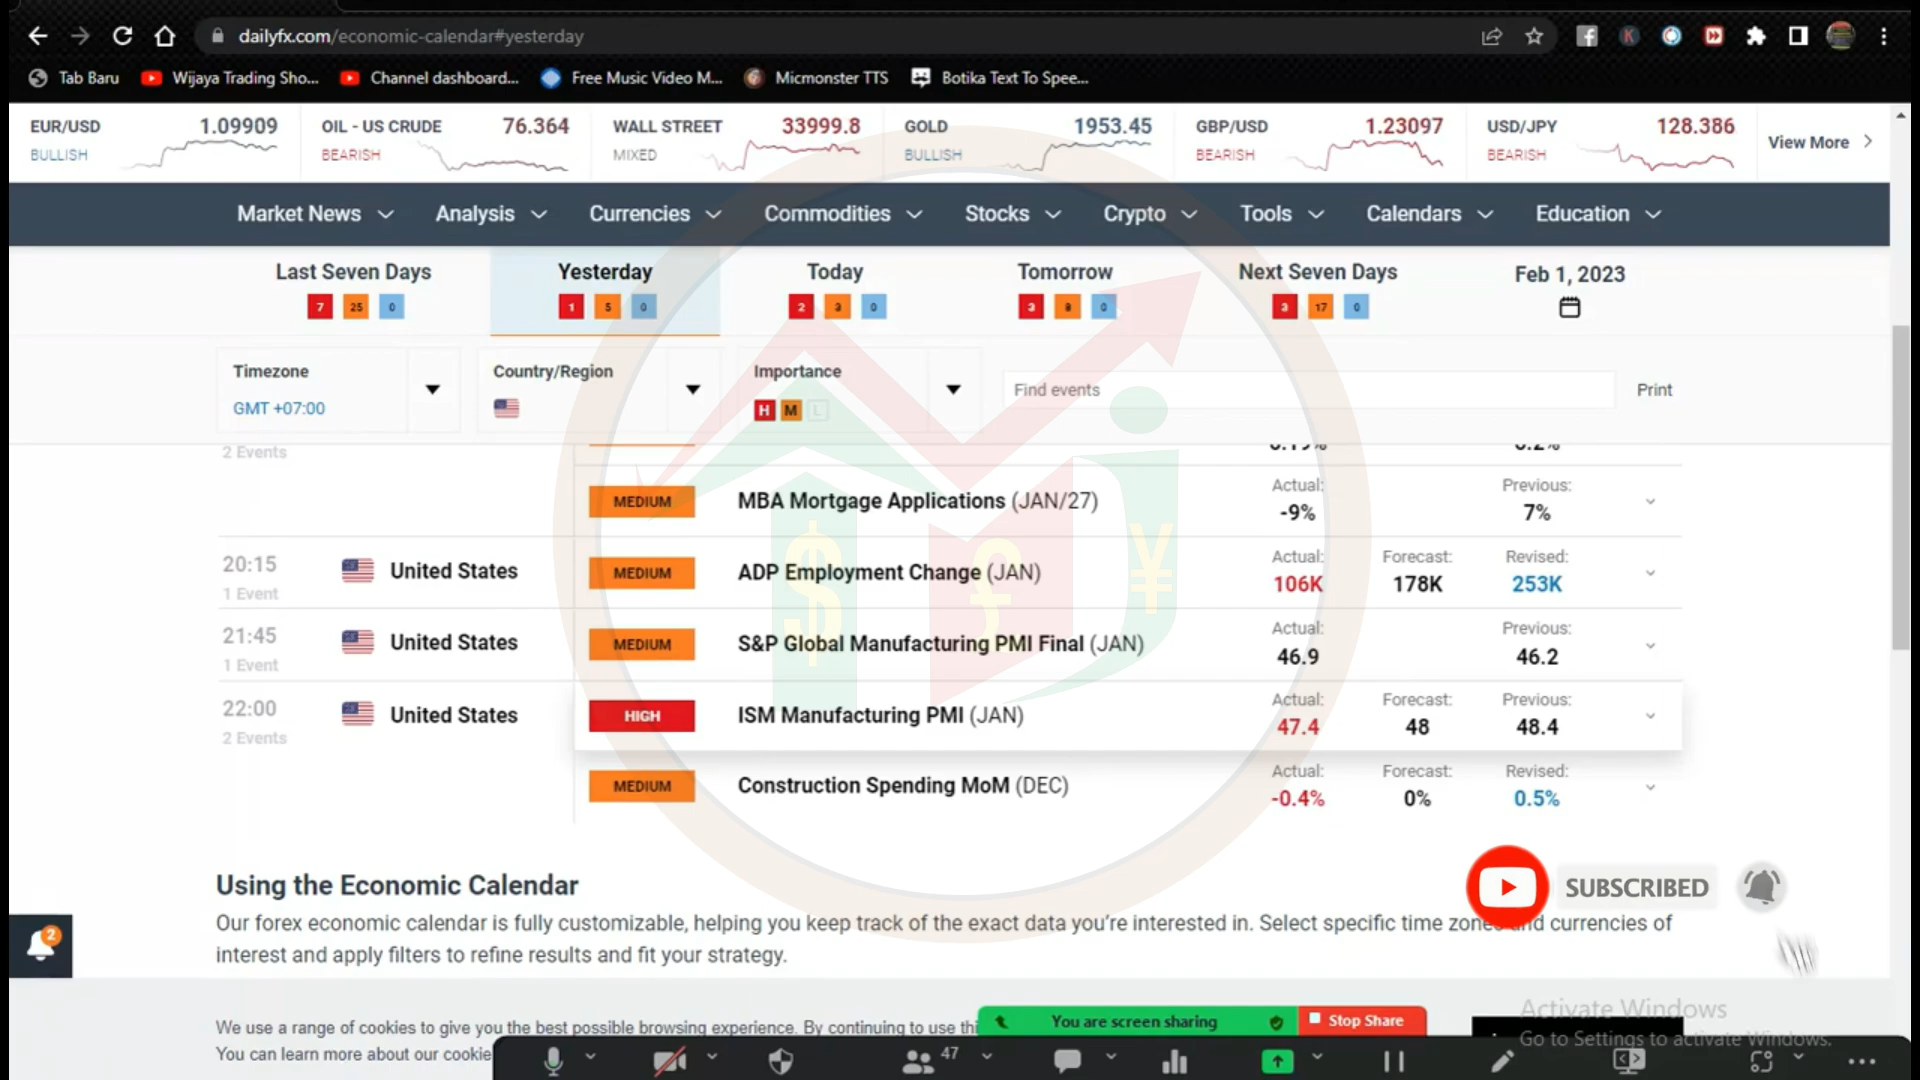 dailyfx.com/economic-calendar#yesterday
Tab Baru Wijaya Trading Sho... Channel dashboard... Free Music Video M... Micmonster TTS Botika Text To Spee...
EUR/USD 1.09909 OIL - US CRUDE 76.364 WALL STREET 33999.8 GOLD 1953.45 GBP/USD 1.23097 USD/JPY 128.386 View More
BULLISH BEARISH MIXED BULLISH BEARISH BEARISH
Market News Analysis Currencies Commodities Stocks Crypto Tools Calendars Education
Last Seven Days Yesterday Today Tomorrow Next Seven Days Feb 1, 2023
7 25 0 1 5 0 2 3 0 3 8 0 3 17 0
Timezone Country/Region Importance
Find events Print
GMT +07:00 H M L
2 Events
MEDIUM MBA Mortgage Applications (JAN/27) Actual: -9% Previous: 7%
20:15 United States MEDIUM ADP Employment Change (JAN) Actual: 106K Forecast: 178K Revised: 253K
1 Event
21:45 United States MEDIUM S&P Global Manufacturing PMI Final (JAN) Actual: 46.9 Previous: 46.2
1 Event
22:00 United States HIGH ISM Manufacturing PMI (JAN) Actual: 47.4 Forecast: 48 Previous: 48.4
2 Events
MEDIUM Construction Spending MoM (DEC) Actual: -0.4% Forecast: 0% Revised: 0.5%
Using the Economic Calendar
SUBSCRIBED
Our forex economic calendar is fully customizable, helping you keep track of the exact data you're interested in. Select specific time zones and currencies of
interest and apply filters to refine results and fit your strategy.
2
We use a range of cookies to give you the best possible browsing experience. By continuing to use thi
You can learn more about our cookie
You are screen sharing Stop Share
Activate Windows
Go to Settings to activate Windows.
47